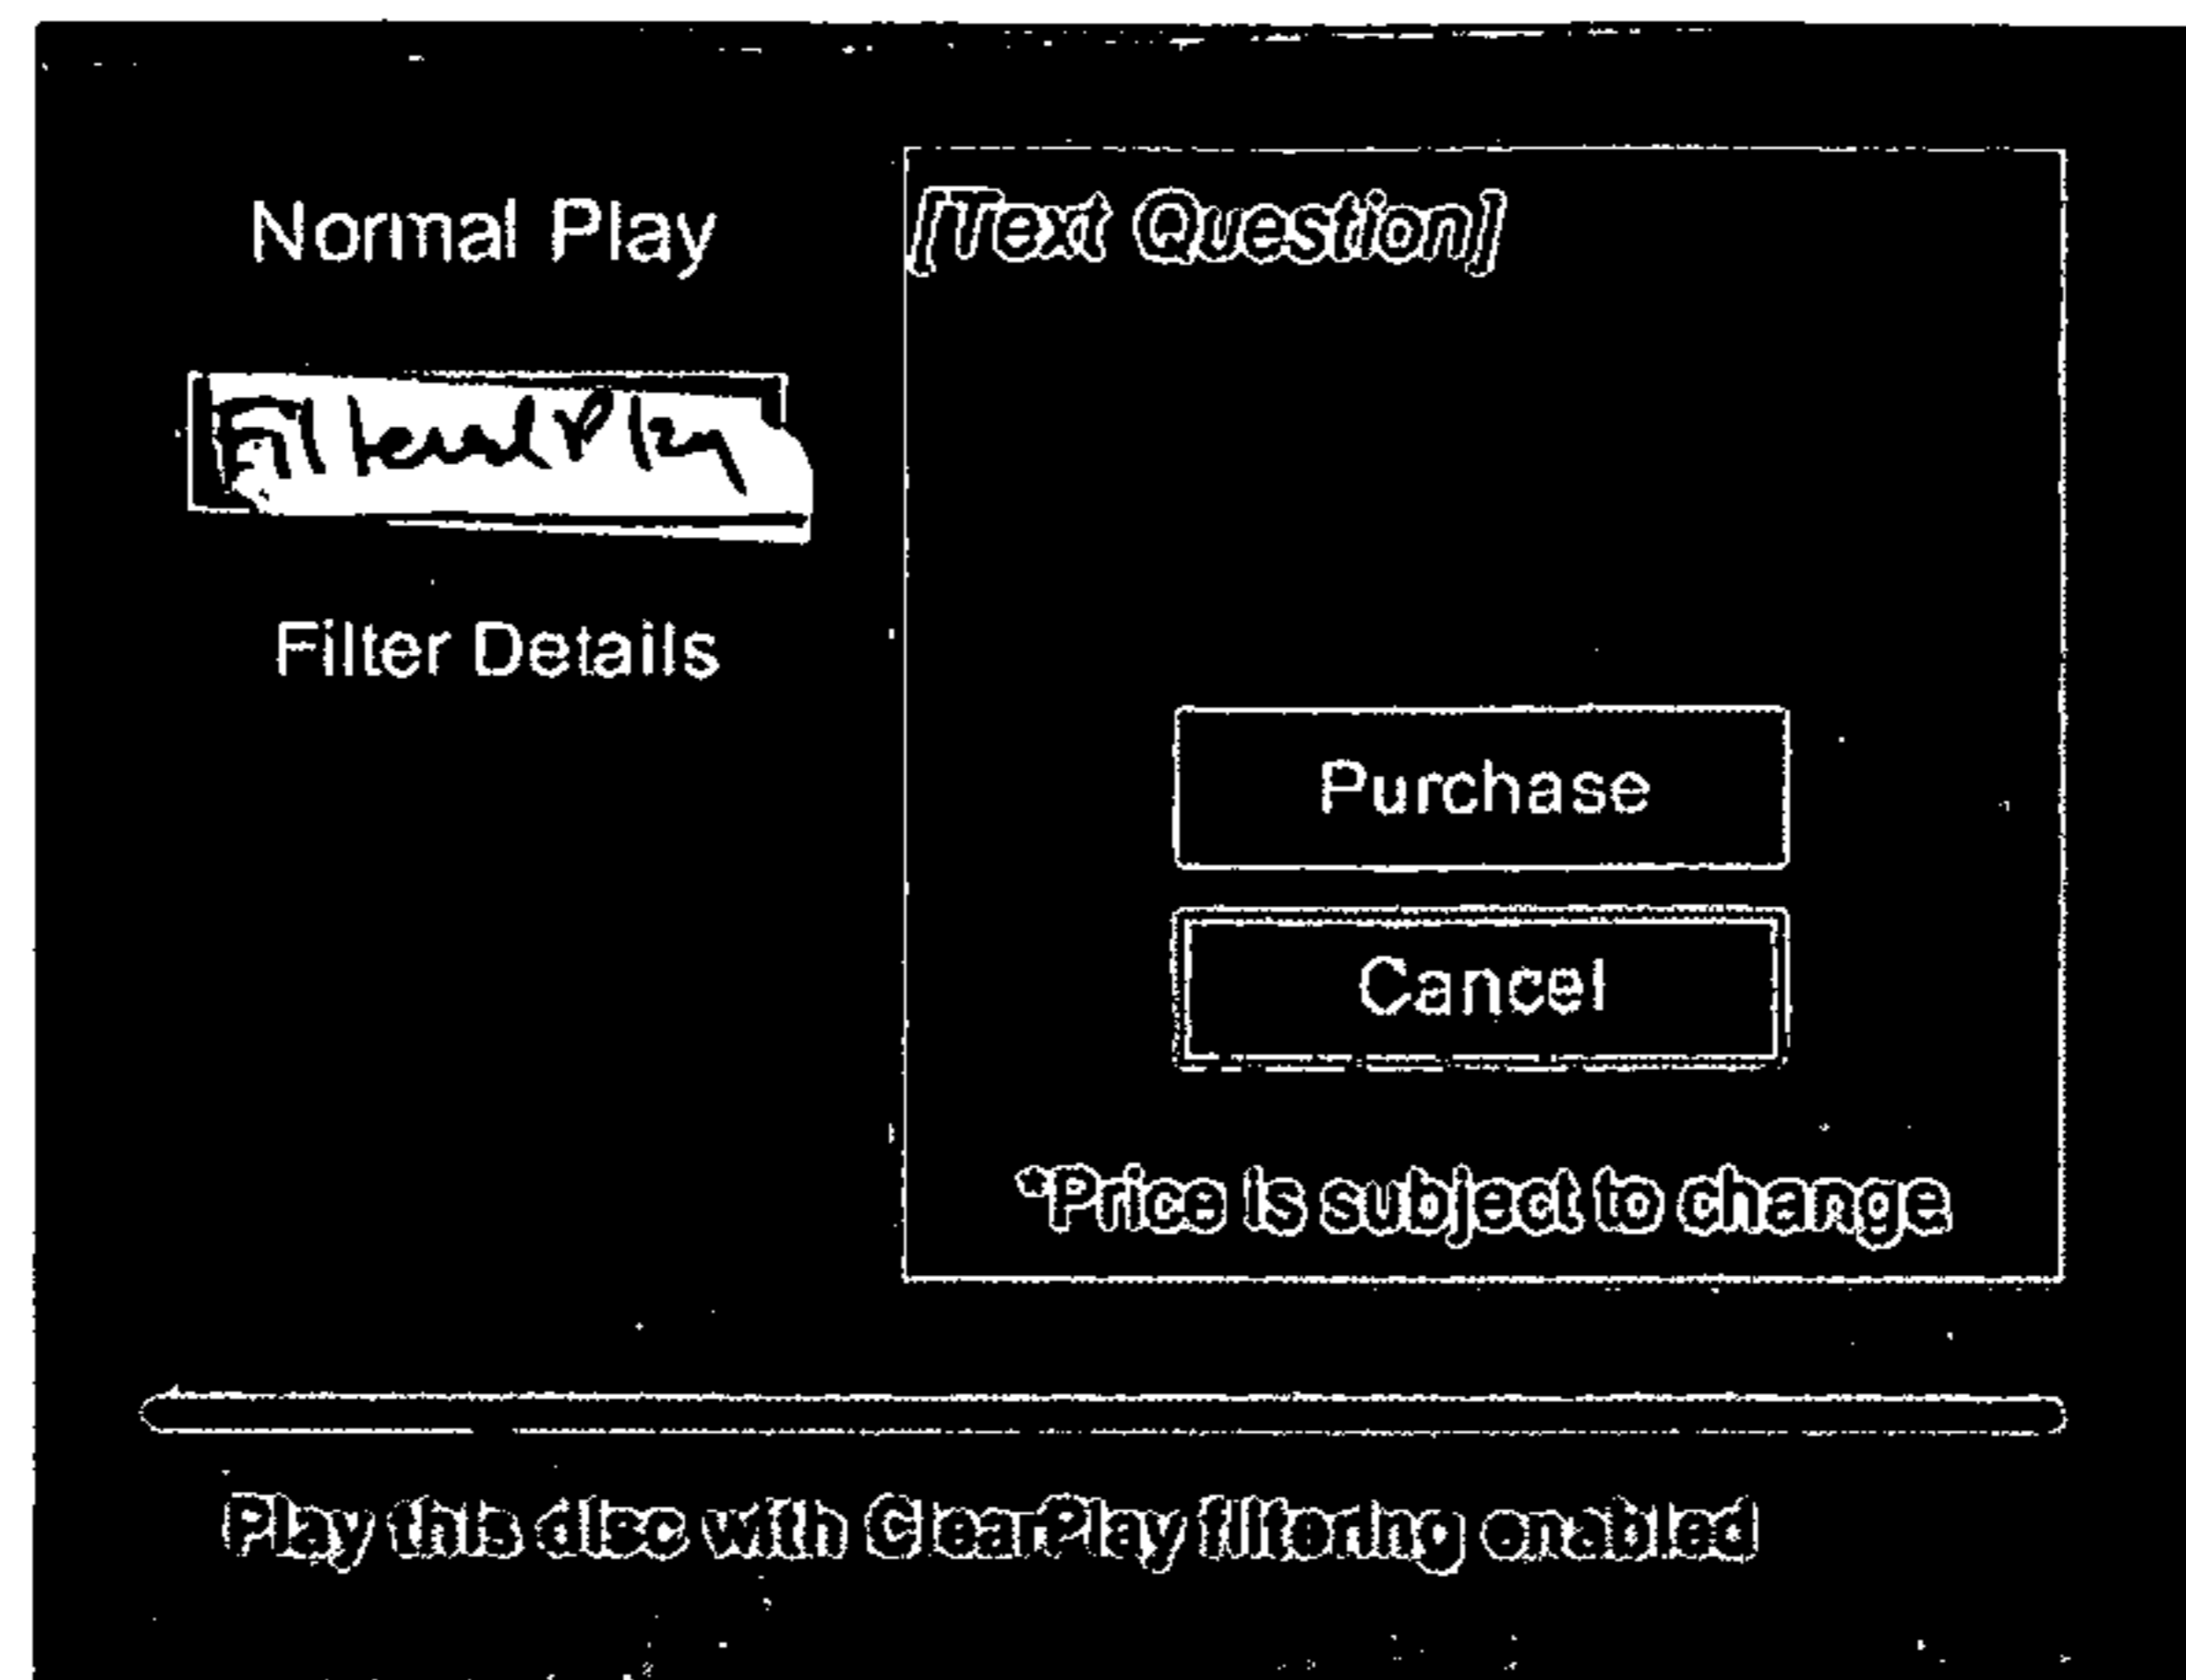 Normal Play
[Text Question]
Filtered Play
Filter Details
Purchase
Cancel
*Price is subject to change
Play this disc with ClearPlay filtering enabled